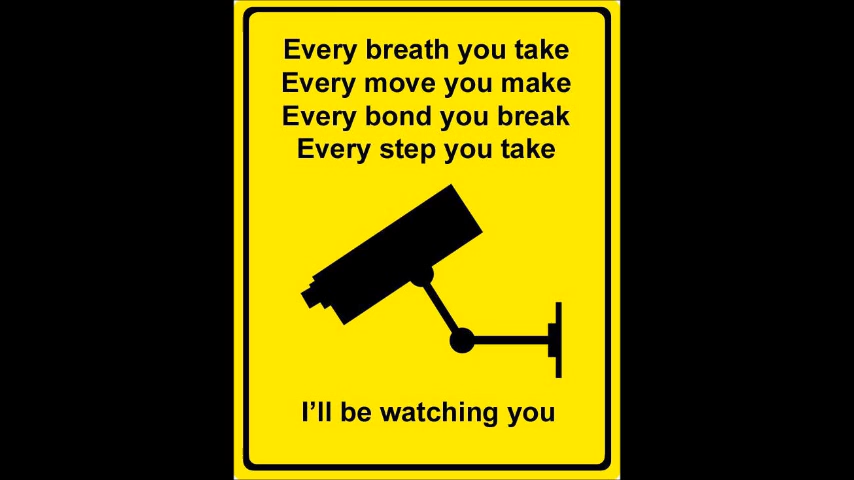 Every breath you take
Every move you make
Every bond you break
Every step you take
I’ll be watching you